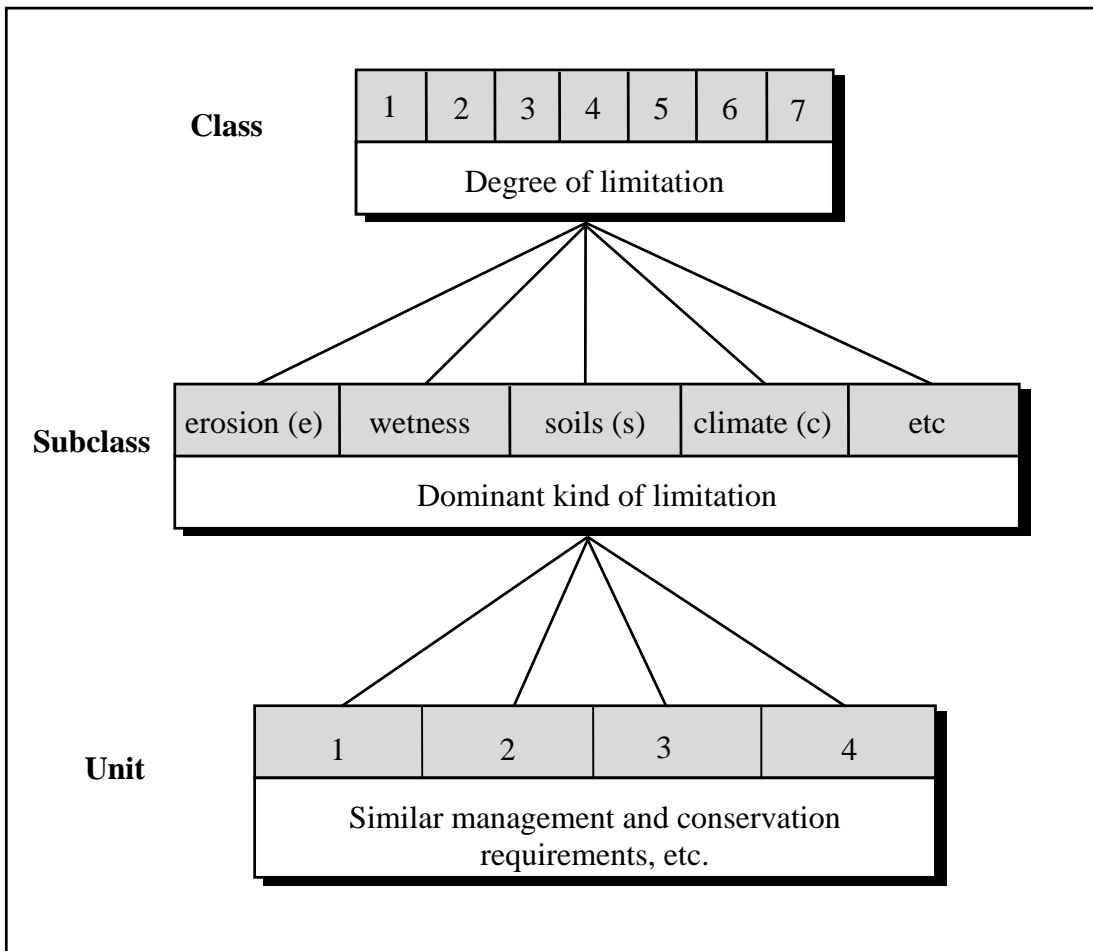 Class
1 2 3 4 5 6 7
Degree of limitation
Subclass
erosion (e) wetness soils (s) climate (c) etc
Dominant kind of limitation
Unit
1 2 3 4
Similar management and conservation
requirements, etc.